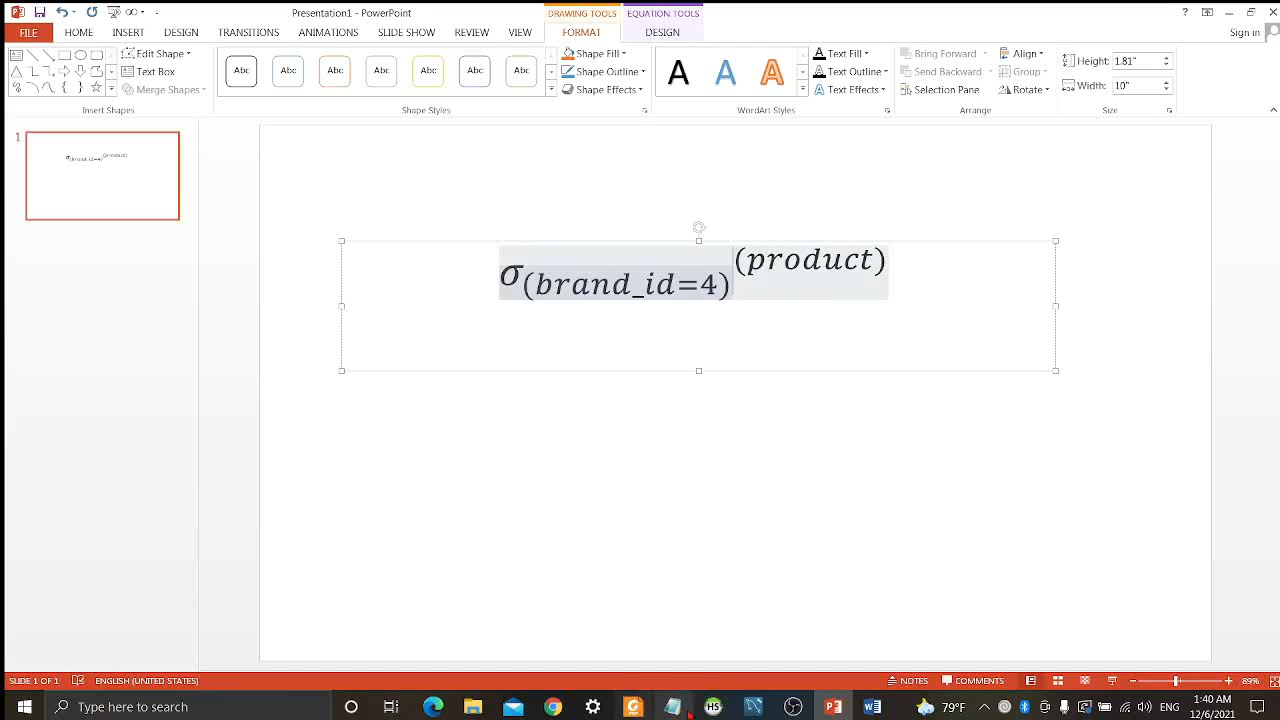 Presentation1 - PowerPoint
DRAWING TOOLS
EQUATION TOOLS
?
FILE
HOME
INSERT
DESIGN
TRANSITIONS
ANIMATIONS
SLIDE SHOW
REVIEW
VIEW
FORMAT
DESIGN
Sign in
Edit Shape
Text Box
Merge Shapes
Insert Shapes
Abc
Abc
Abc
Abc
Abc
Abc
Abc
Shape Fill
Shape Outline
Shape Effects
Shape Styles
A
A
A
Text Fill
Text Outline
Text Effects
WordArt Styles
Bring Forward
Send Backward
Selection Pane
Align
Group
Rotate
Arrange
Height: 1.81"
Width: 10"
Size
1
σ(brand_id=4)(product)
σ(brand_id=4)(product)
SLIDE 1 OF 1
ENGLISH (UNITED STATES)
NOTES
COMMENTS
89%
Type here to search
HS
79°F
1:40 AM
12/6/2021